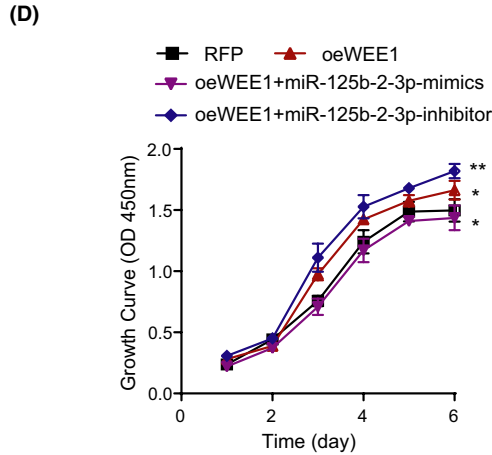 (D)
RFP oeWEE1
oeWEE1+miR-125b-2-3p-mimics
oeWEE1+miR-125b-2-3p-inhibitor
Growth Curve (OD 450nm)
2.0
1.5
1.0
0.5
0.0
**
*
*
0 2 4 6
Time (day)